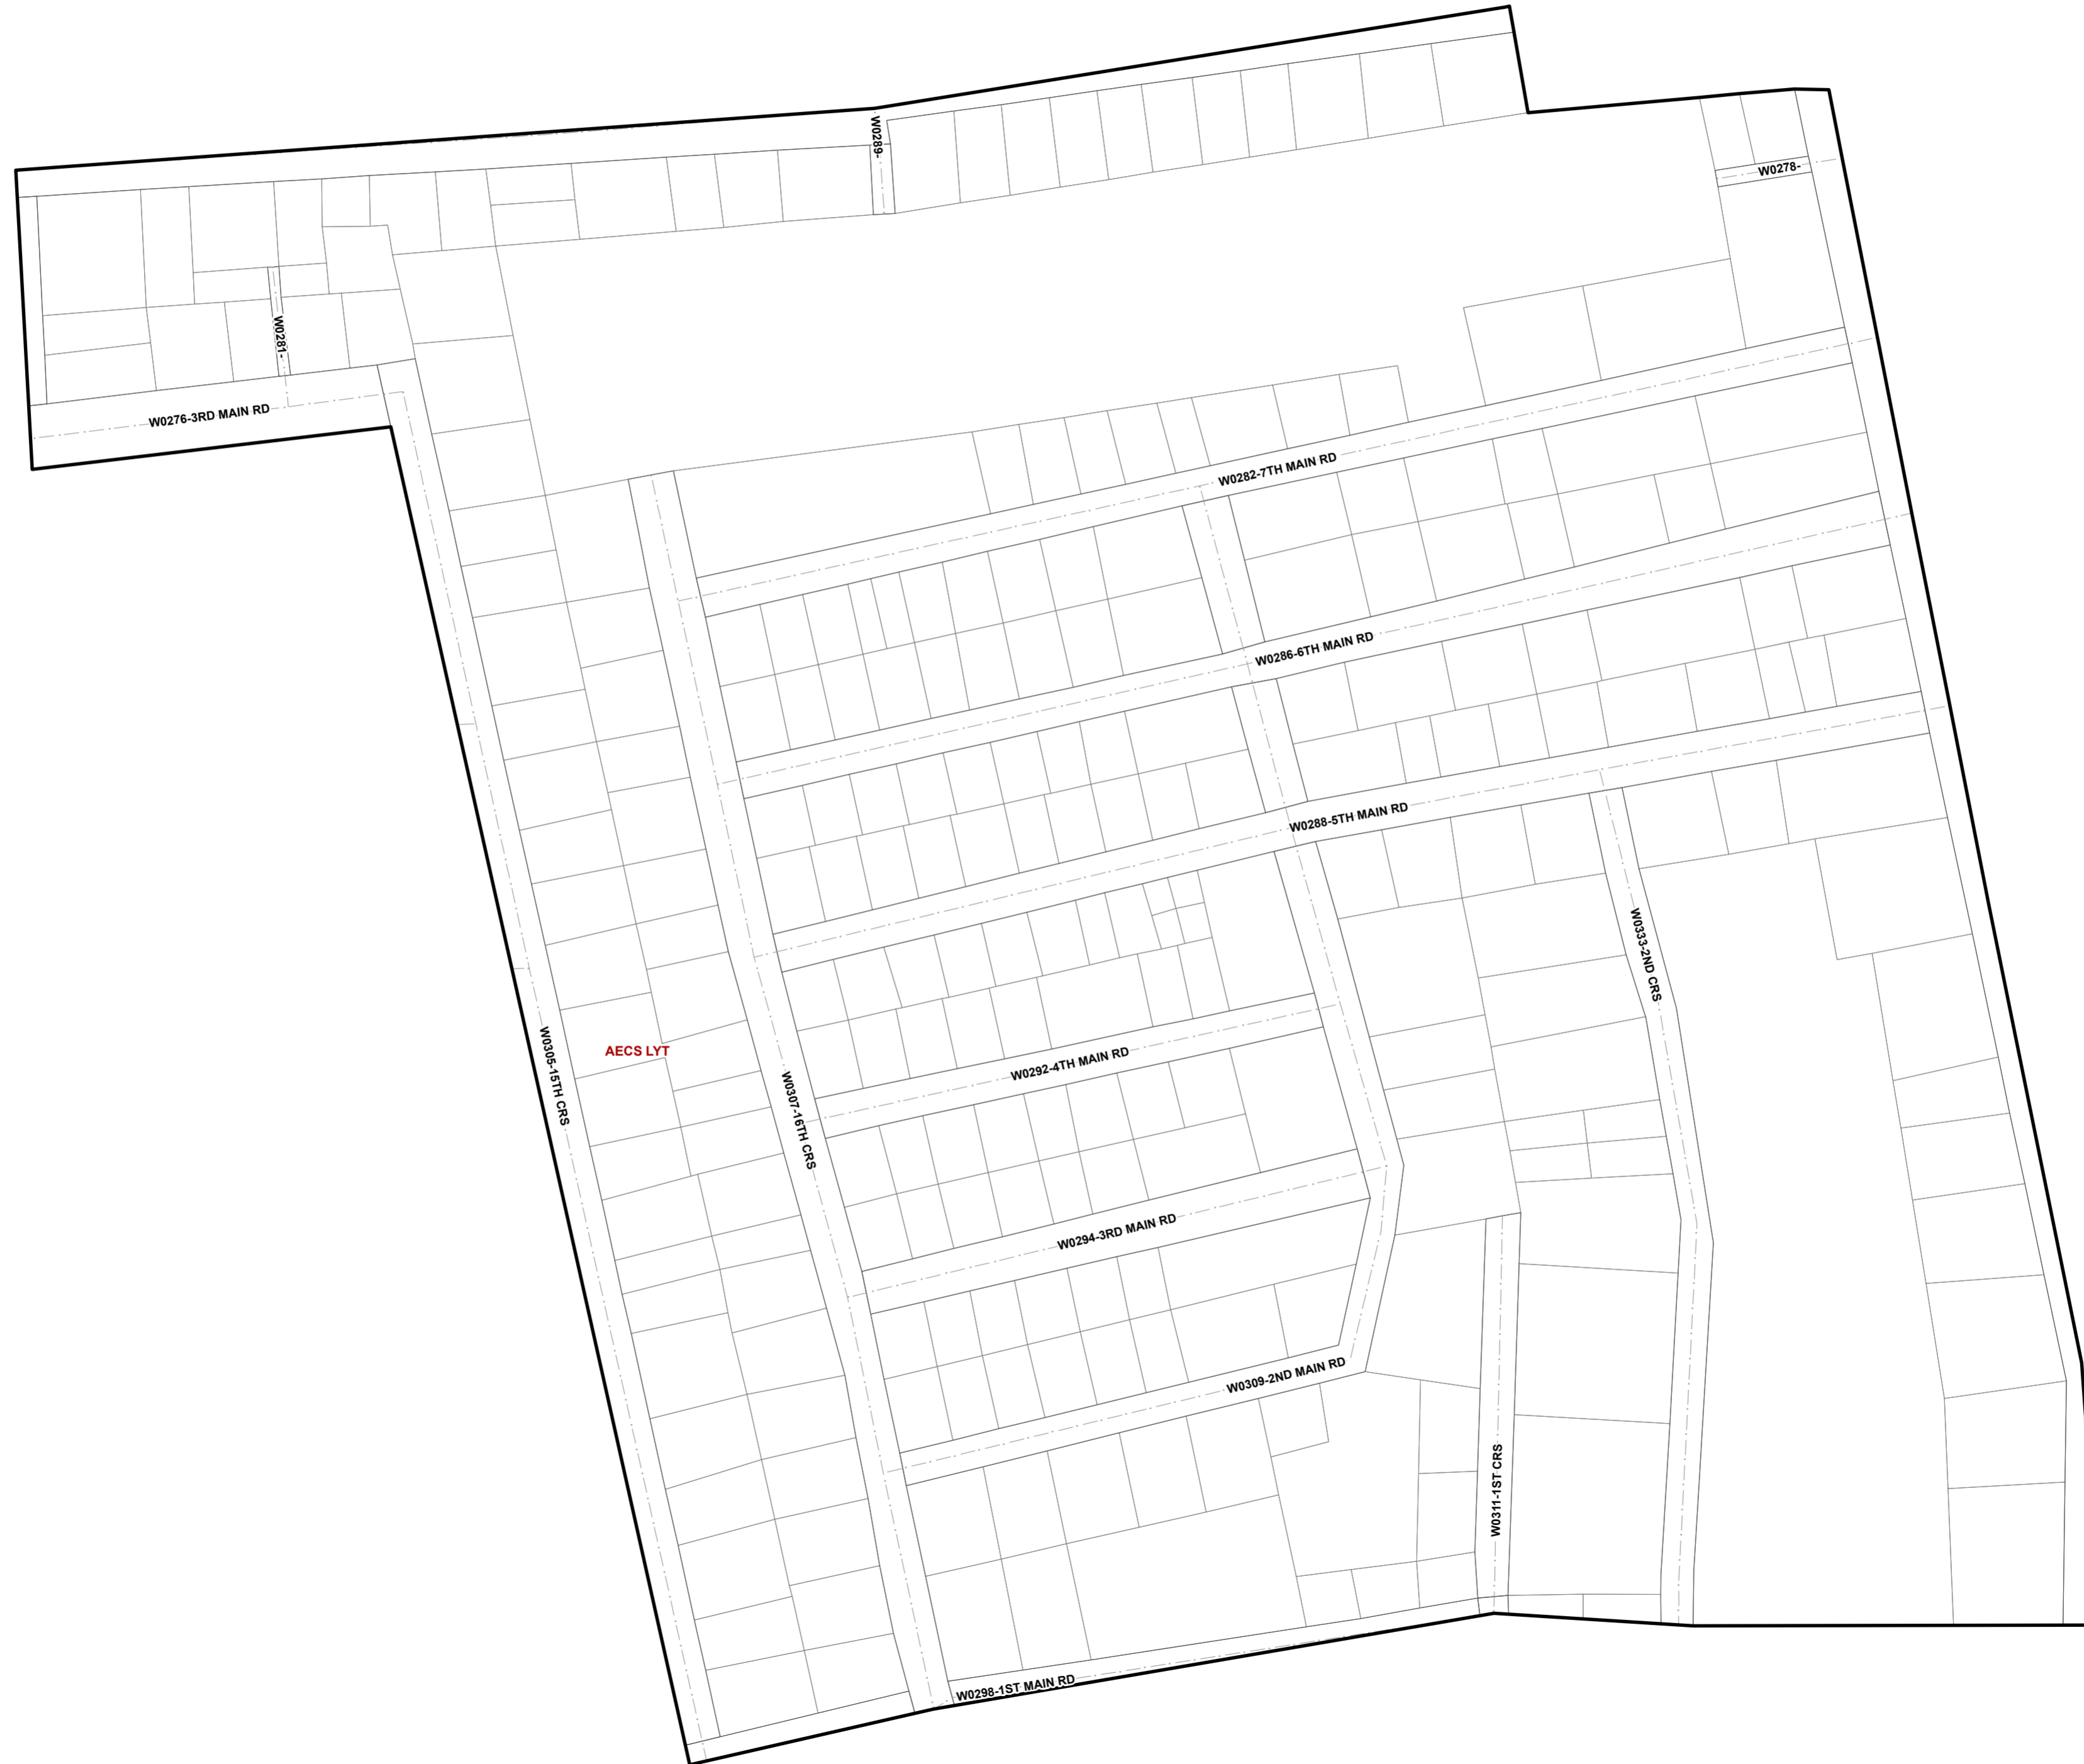 W0289-
W0278-
W0281-
W0276-3RD MAIN RD
W0282-7TH MAIN RD
W0286-6TH MAIN RD
W0288-5TH MAIN RD
W0333-2ND CRS
W0305-15TH CRS
AECS LYT
W0307-16TH CRS
W0292-4TH MAIN RD
W0294-3RD MAIN RD
W0309-2ND MAIN RD
W0311-1ST CRS
W0298-1ST MAIN RD